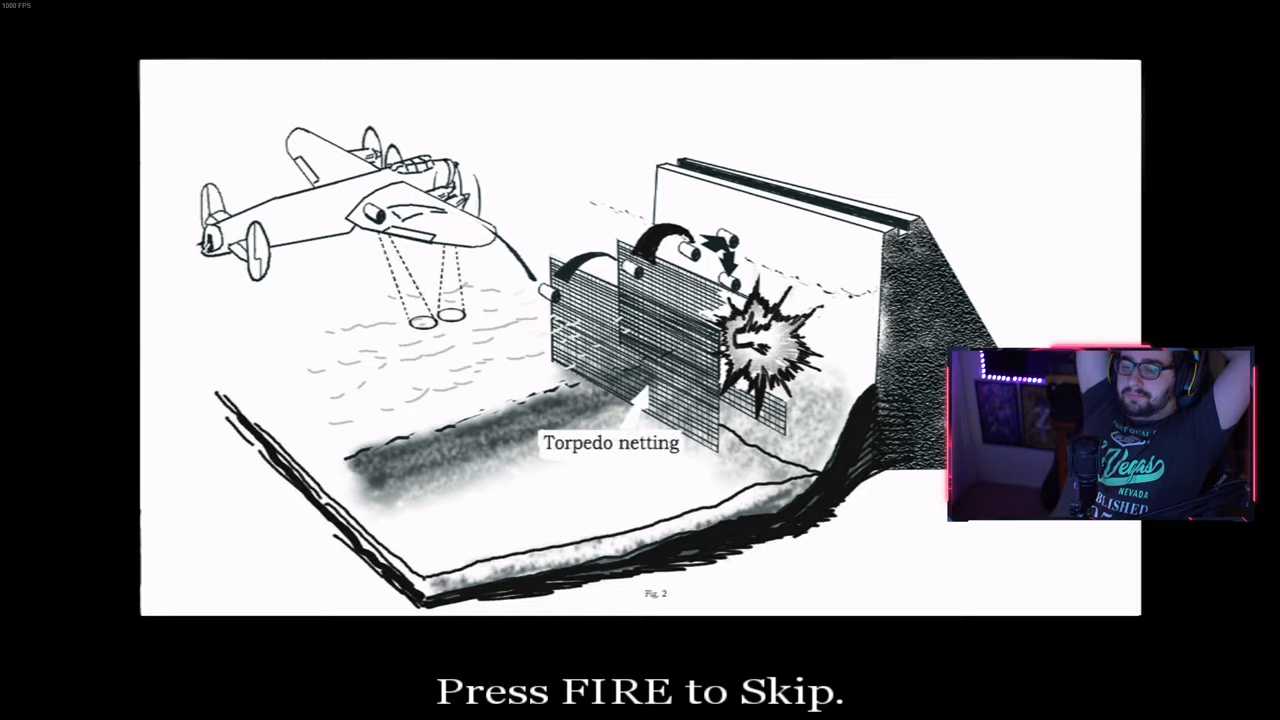 1000 FPS
Torpedo netting
Vegas
NEVADA
Fig. 2
Press FIRE to Skip.